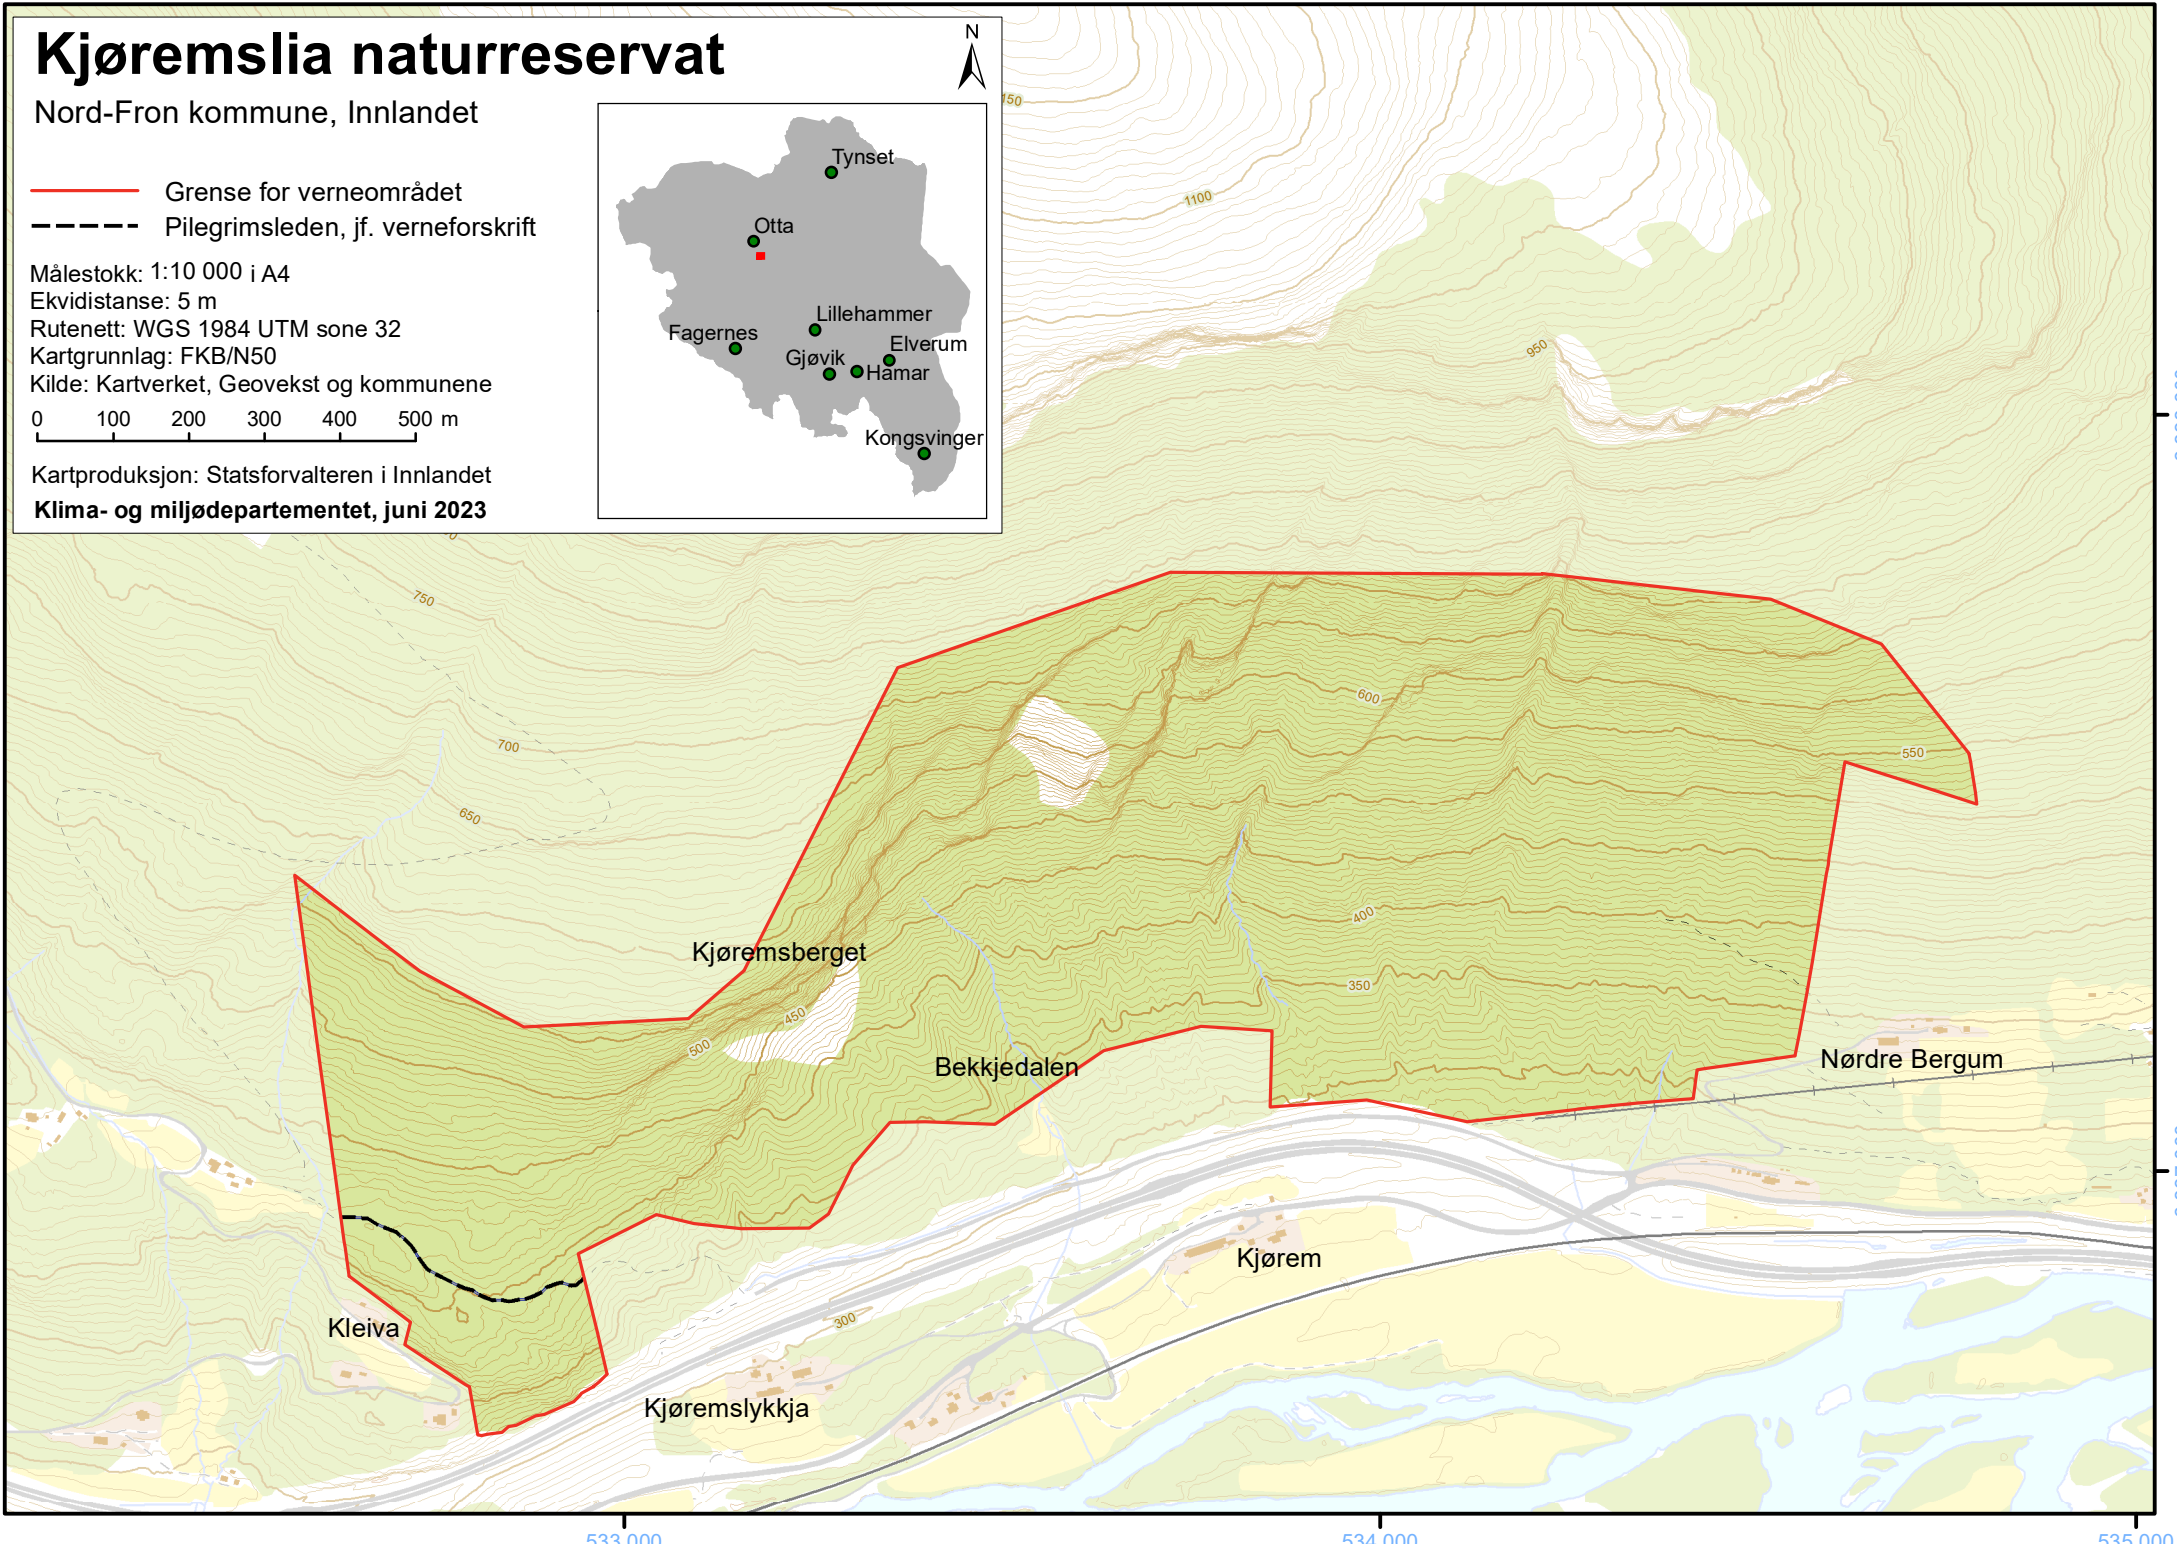 Kjøremslia naturreservat
Nord-Fron kommune, Innlandet
N
Grense for verneområdet
Pilegrimsleden, jf. verneforskrift
Målestokk: 1:10 000 i A4
Ekvidistanse: 5 m
Rutenett: WGS 1984 UTM sone 32
Kartgrunnlag: FKB/N50
Kilde: Kartverket, Geovekst og kommunene
0 100 200 300 400 500 m
Kartproduksjon: Statsforvalteren i Innlandet
Klima- og miljødepartementet, juni 2023
Tynset
Otta
Lillehammer
Fagernes
Elverum
Gjøvik
Hamar
Kongsvinger
150
1100
950
750
700
650
600
550
500
450
400
350
300
Kjøremsberget
Bekkjedalen
Nørdre Bergum
Kjørem
Kleiva
Kjøremslykkja
533 000
534 000
535 000